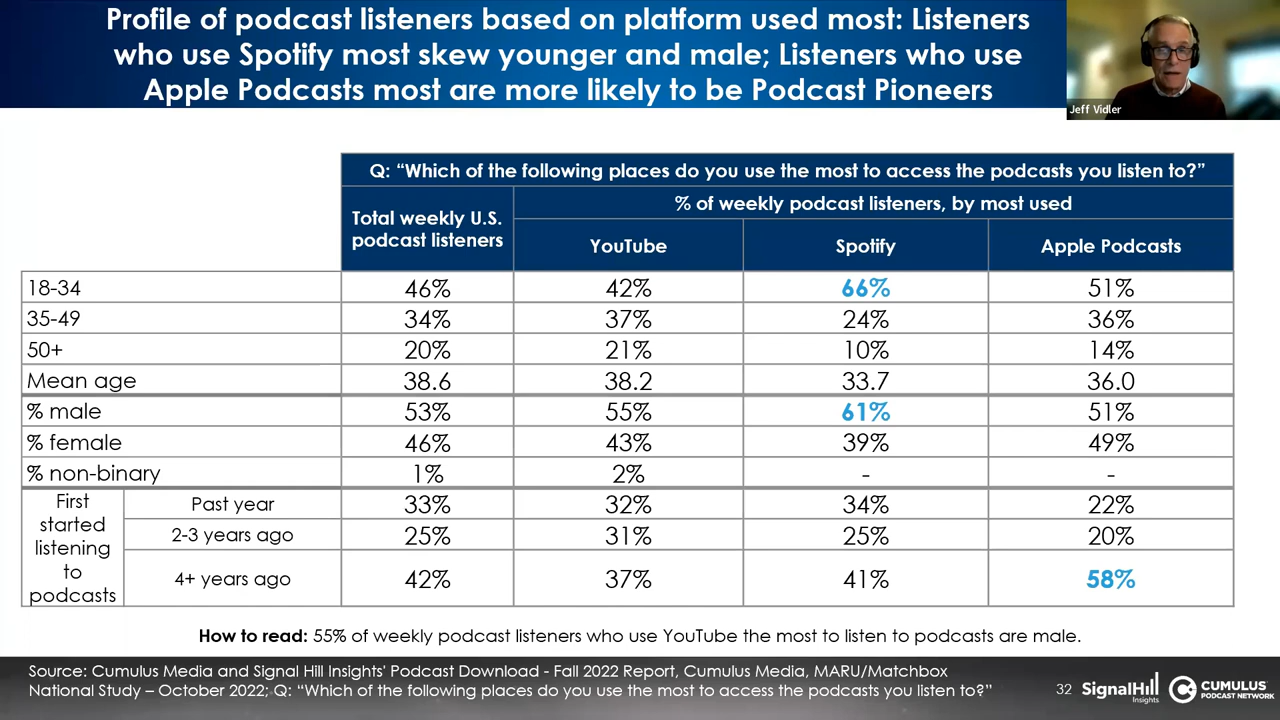 Profile of podcast listeners based on platform used most: Listeners
who use Spotify most skew younger and male; Listeners who use
Apple Podcasts most are more likely to be Podcast Pioneers
Jeff Vidler
Q: “Which of the following places do you use the most to access the podcasts you listen to?”
Total weekly U.S.
podcast listeners
% of weekly podcast listeners, by most used
YouTube Spotify Apple Podcasts
18-34 46% 42% 66% 51%
35-49 34% 37% 24% 36%
50+ 20% 21% 10% 14%
Mean age 38.6 38.2 33.7 36.0
% male 53% 55% 61% 51%
% female 46% 43% 39% 49%
% non-binary 1% 2% - -
First
started
listening
to
podcasts
Past year 33% 32% 34% 22%
2-3 years ago 25% 31% 25% 20%
4+ years ago 42% 37% 41% 58%
How to read: 55% of weekly podcast listeners who use YouTube the most to listen to podcasts are male.
Source: Cumulus Media and Signal Hill Insights' Podcast Download - Fall 2022 Report, Cumulus Media, MARU/Matchbox
National Study – October 2022; Q: “Which of the following places do you use the most to access the podcasts you listen to?”
32
SignalHill
Insights
CUMULUS
PODCAST NETWORK